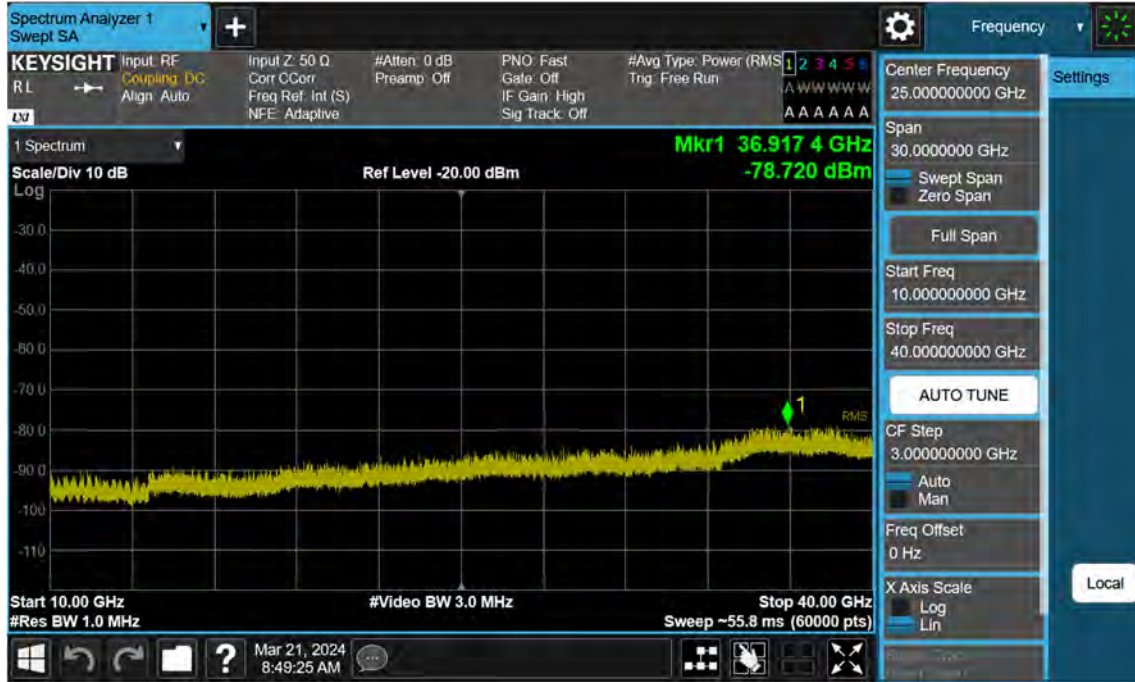 Spectrum Analyzer 1
Swept SA
Frequency
KEYSIGHT
RL
LXI
Input: RF
Coupling: DC
Align: Auto
Input Z: 50 Ω
Corr CCorr
Freq Ref: Int (S)
NFE: Adaptive
#Atten: 0 dB
Preamp: Off
PNO: Fast
Gate: Off
IF Gain: High
Sig Track: Off
#Avg Type: Power (RMS
Trig: Free Run
1 2 3 4 5 6
A W W W W W
A A A A A A
1 Spectrum
Scale/Div 10 dB
Log
Ref Level -20.00 dBm
Mkr1 36.917 4 GHz
-78.720 dBm
-30.0
-40.0
-50.0
-60.0
-70.0
-80.0
-90.0
-100
-110
1
RMS
Start 10.00 GHz
#Res BW 1.0 MHz
#Video BW 3.0 MHz
Stop 40.00 GHz
Sweep ~55.8 ms (60000 pts)
?
Mar 21, 2024
8:49:25 AM
Center Frequency
25.000000000 GHz
Span
30.0000000 GHz
Swept Span
Zero Span
Full Span
Start Freq
10.000000000 GHz
Stop Freq
40.000000000 GHz
AUTO TUNE
CF Step
3.000000000 GHz
Auto
Man
Freq Offset
0 Hz
X Axis Scale
Log
Lin
Settings
Local